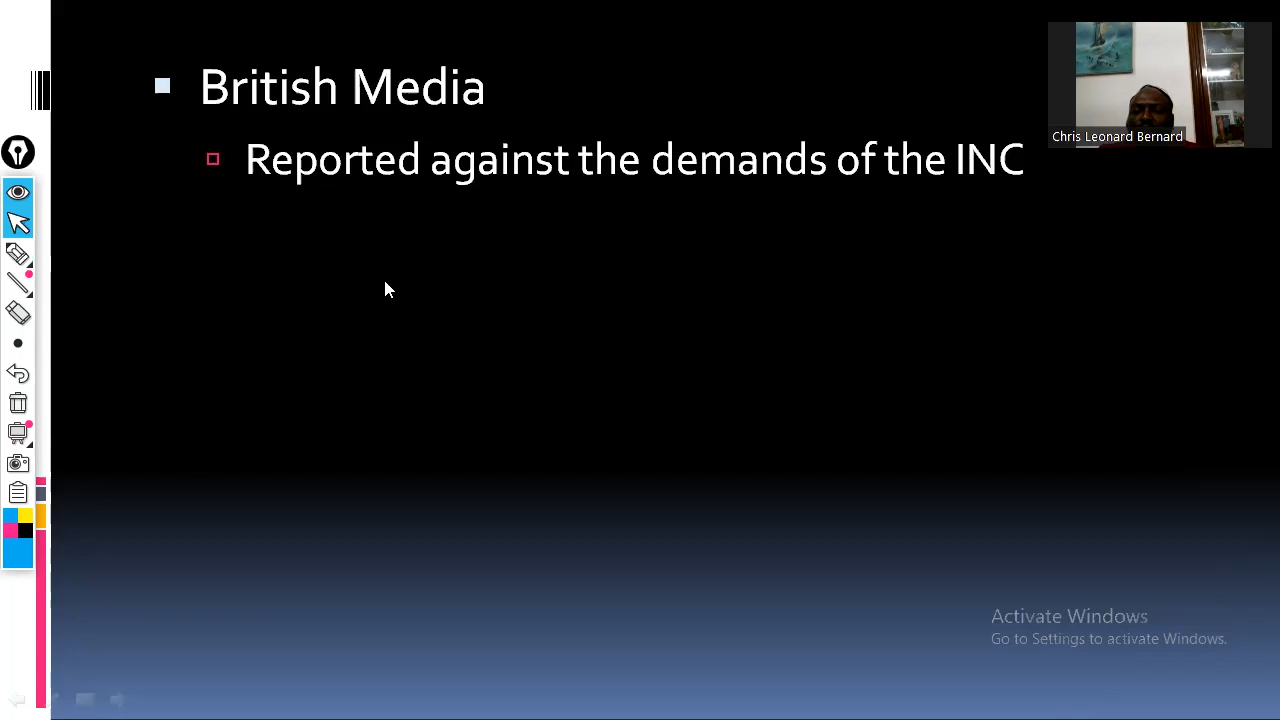 British Media
Reported against the demands of the INC
Chris Leonard Bernard
Activate Windows
Go to Settings to activate Windows.